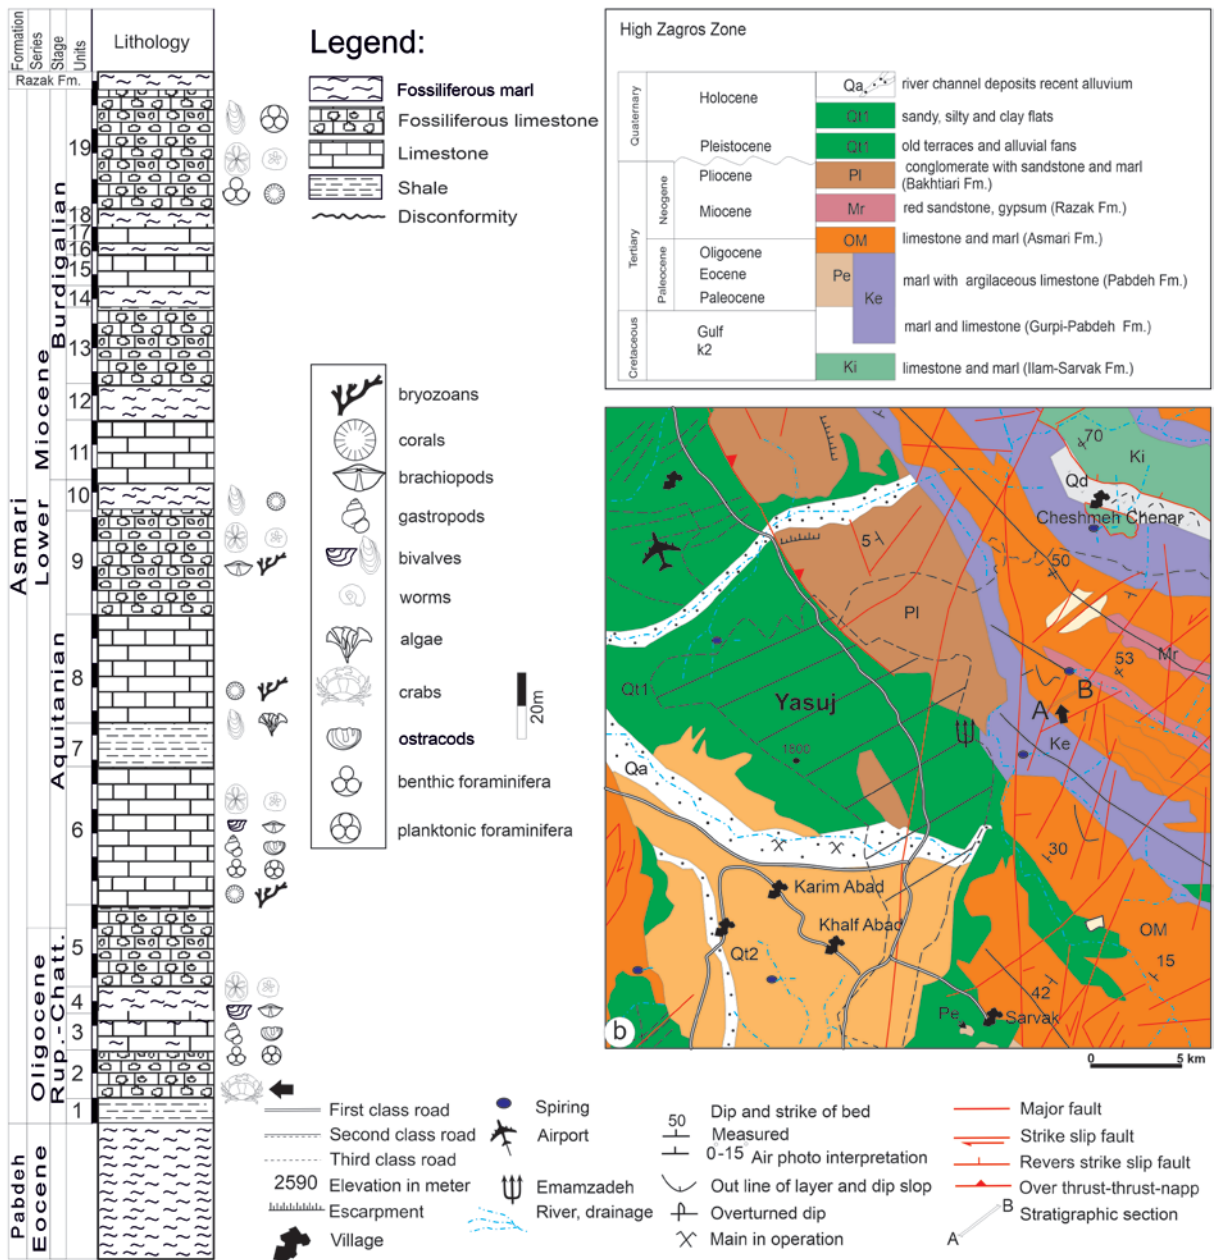 Formation
Series
Stage
Units
Lithology
Razak Fm.
Asmari
Pabdeh
Lower Miocene
Oligocene
Eocene
Burdigalian
Aquitanian
Rup.-Chatt.
19
18
17
16
15
14
13
12
11
10
9
8
7
6
5
4
3
2
1
Legend:
Fossiliferous marl
Fossiliferous limestone
Limestone
Shale
Disconformity
bryozoans
corals
brachiopods
gastropods
bivalves
worms
algae
crabs
ostracods
benthic foraminifera
planktonic foraminifera
20m
High Zagros Zone
Quaternary
Tertiary
Cretaceous
Neogene
Paleocene
Holocene
Pleistocene
Pliocene
Miocene
Oligocene
Eocene
Paleocene
Gulf
k2
Qa river channel deposits recent alluvium
Qt1 sandy, silty and clay flats
Qt1 old terraces and alluvial fans
Pl conglomerate with sandstone and marl
(Bakhtiari Fm.)
Mr red sandstone, gypsum (Razak Fm.)
OM limestone and marl (Asmari Fm.)
Pe marl with argilaceous limestone (Pabdeh Fm.)
Ke
marl and limestone (Gurpi-Pabdeh Fm.)
Ki limestone and marl (Ilam-Sarvak Fm.)
70
Ki
Qd
Cheshmeh Chenar
5
50
Pl
Mr
53
B
A
Qt1
Yasuj
Ke
1800
Qa
30
Karim Abad
Khalf Abad
OM
Qt2
15
42
Pe
Sarvak
b
0 5 km
First class road
Second class road
Third class road
2590 Elevation in meter
Escarpment
Village
Spiring
Airport
Emamzadeh
River, drainage
Dip and strike of bed
50 Measured
0°-15° Air photo interpretation
Out line of layer and dip slop
Overturned dip
Main in operation
Major fault
Strike slip fault
Revers strike slip fault
Over thrust-thrust-napp
A B Stratigraphic section